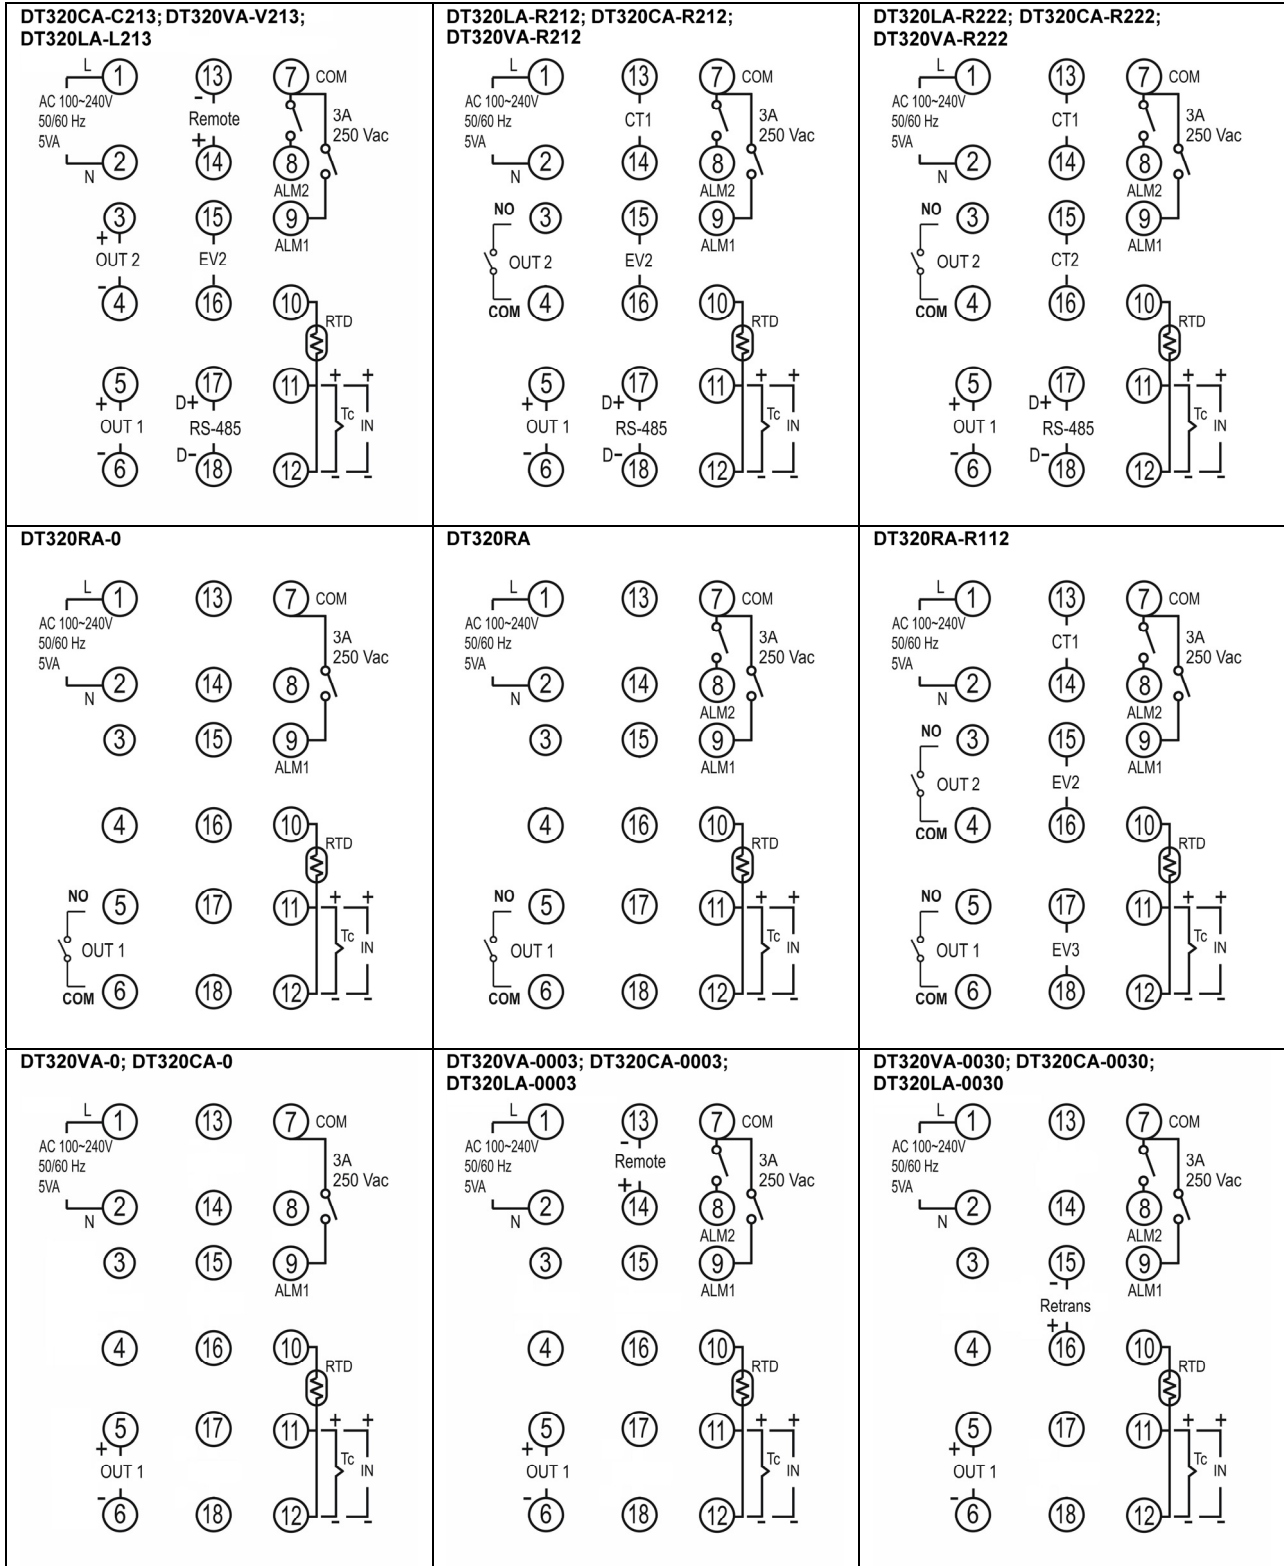 DT320CA-C213; DT320VA-V213;
DT320LA-L213
L 1 13 7 COM
AC 100~240V
50/60 Hz
5VA
- Remote +
3A
250 Vac
N 2 14 8
ALM2
3 15 9
ALM1
+ OUT 2 - EV2
4 16 10
RTD
5 17 11 + +
+ OUT 1 - D+ RS-485 D- Tc IN
6 18 12 - -
DT320LA-R212; DT320CA-R212;
DT320VA-R212
L 1 13 7 COM
AC 100~240V
50/60 Hz
5VA
CT1
3A
250 Vac
N 2 14 8
ALM2
NO 3 15 9
ALM1
OUT 2 EV2
COM 4 16 10
RTD
5 17 11 + +
+ OUT 1 - D+ RS-485 D- Tc IN
6 18 12 - -
DT320LA-R222; DT320CA-R222;
DT320VA-R222
L 1 13 7 COM
AC 100~240V
50/60 Hz
5VA
CT1
3A
250 Vac
N 2 14 8
ALM2
NO 3 15 9
ALM1
OUT 2 CT2
COM 4 16 10
RTD
5 17 11 + +
+ OUT 1 - D+ RS-485 D- Tc IN
6 18 12 - -
DT320RA-0
L 1 13 7 COM
AC 100~240V
50/60 Hz
5VA
3A
250 Vac
N 2 14 8
3 15 9
ALM1
4 16 10
RTD
NO 5 17 11 + +
OUT 1 Tc IN
COM 6 18 12 - -
DT320RA
L 1 13 7 COM
AC 100~240V
50/60 Hz
5VA
3A
250 Vac
N 2 14 8
ALM2
3 15 9
ALM1
4 16 10
RTD
NO 5 17 11 + +
OUT 1 Tc IN
COM 6 18 12 - -
DT320RA-R112
L 1 13 7 COM
AC 100~240V
50/60 Hz
5VA
CT1
3A
250 Vac
N 2 14 8
ALM2
NO 3 15 9
ALM1
OUT 2 EV2
COM 4 16 10
RTD
NO 5 17 11 + +
OUT 1 EV3 Tc IN
COM 6 18 12 - -
DT320VA-0; DT320CA-0
L 1 13 7 COM
AC 100~240V
50/60 Hz
5VA
3A
250 Vac
N 2 14 8
3 15 9
ALM1
4 16 10
RTD
5 17 11 + +
+ OUT 1 - Tc IN
6 18 12 - -
DT320VA-0003; DT320CA-0003;
DT320LA-0003
L 1 13 7 COM
AC 100~240V
50/60 Hz
5VA
- Remote +
3A
250 Vac
N 2 14 8
ALM2
3 15 9
ALM1
4 16 10
RTD
5 17 11 + +
+ OUT 1 - Tc IN
6 18 12 - -
DT320VA-0030; DT320CA-0030;
DT320LA-0030
L 1 13 7 COM
AC 100~240V
50/60 Hz
5VA
3A
250 Vac
N 2 14 8
ALM2
3 15 9
ALM1
- Retrans +
4 16 10
RTD
5 17 11 + +
+ OUT 1 - Tc IN
6 18 12 - -